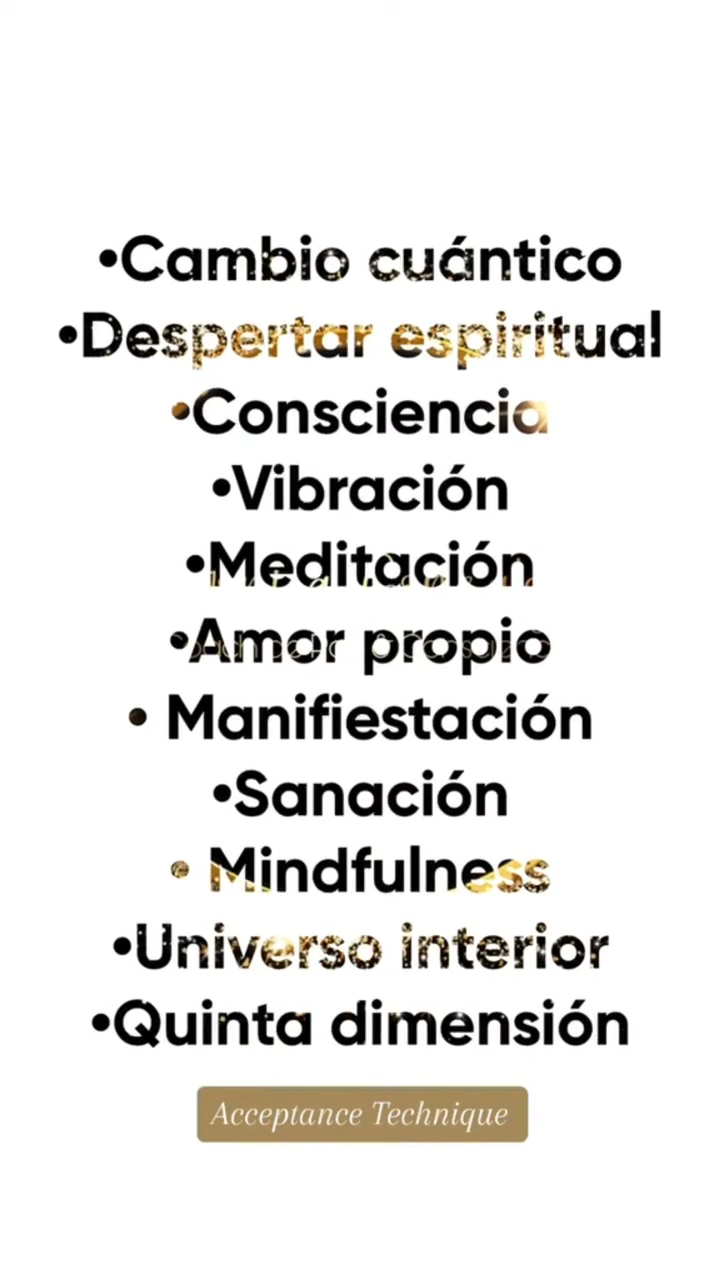 •Cambio cuántico
•Despertar espiritual
•Consciencia
•Vibración
•Meditación
•Amor propio
• Manifiestación
•Sanación
• Mindfulness
•Universo interior
•Quinta dimensión
Acceptance Technique